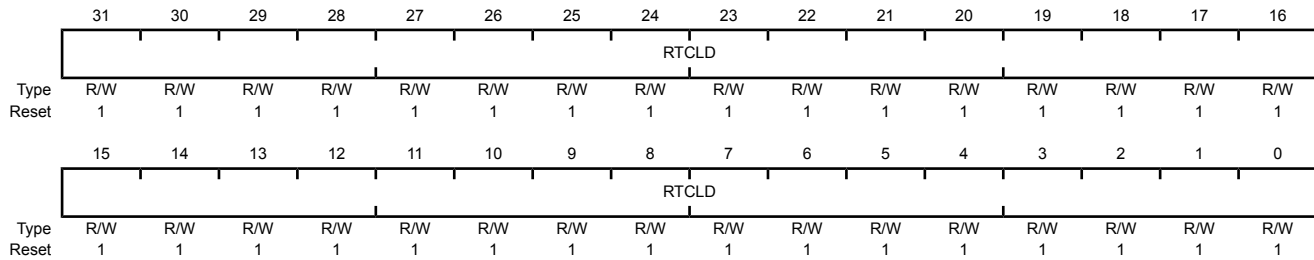 31 30 29 28 27 26 25 24 23 22 21 20 19 18 17 16
RTCLD
Type R/W R/W R/W R/W R/W R/W R/W R/W R/W R/W R/W R/W R/W R/W R/W R/W
Reset 1 1 1 1 1 1 1 1 1 1 1 1 1 1 1 1
15 14 13 12 11 10 9 8 7 6 5 4 3 2 1 0
RTCLD
Type R/W R/W R/W R/W R/W R/W R/W R/W R/W R/W R/W R/W R/W R/W R/W R/W
Reset 1 1 1 1 1 1 1 1 1 1 1 1 1 1 1 1